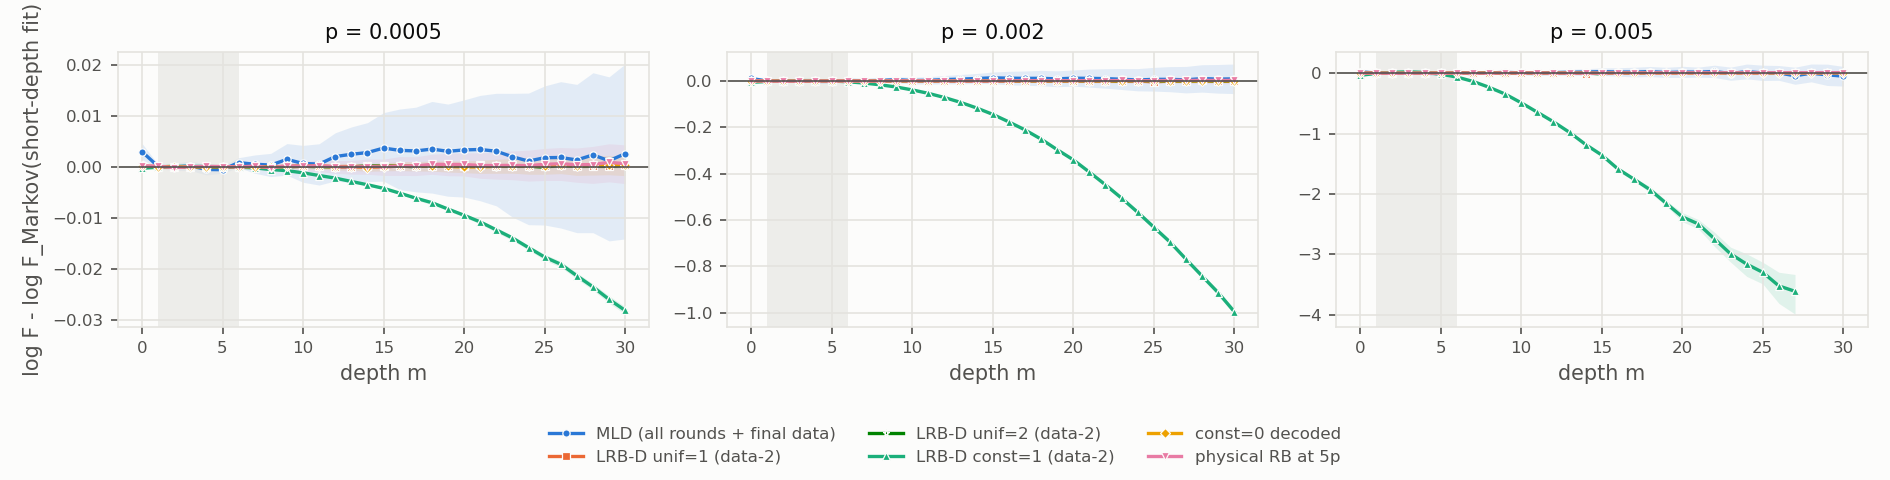 p = 0.0005
p = 0.002
p = 0.005
log F - log F_Markov(short-depth fit)
0.02
0.01
0.00
−0.01
−0.02
−0.03
0 5 10 15 20 25 30
depth m
0.0
−0.2
−0.4
−0.6
−0.8
−1.0
0 5 10 15 20 25 30
depth m
0
−1
−2
−3
−4
0 5 10 15 20 25 30
depth m
MLD (all rounds + final data)
LRB-D unif=1 (data-2)
LRB-D unif=2 (data-2)
LRB-D const=1 (data-2)
const=0 decoded
physical RB at 5p